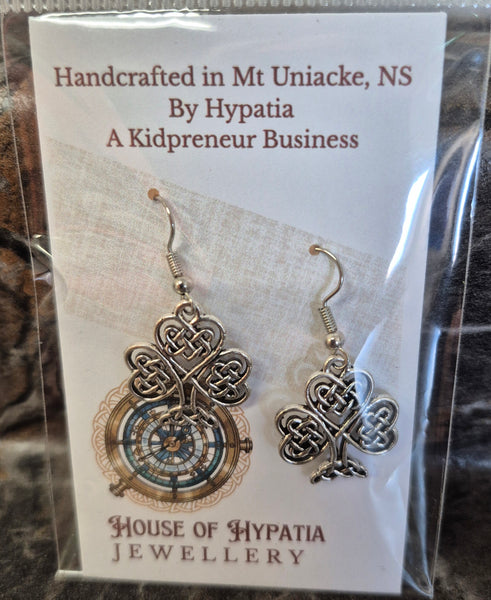 Handcrafted in Mt Uniacke, NS
By Hypatia
A Kidpreneur Business
House of Hypatia
Jewellery